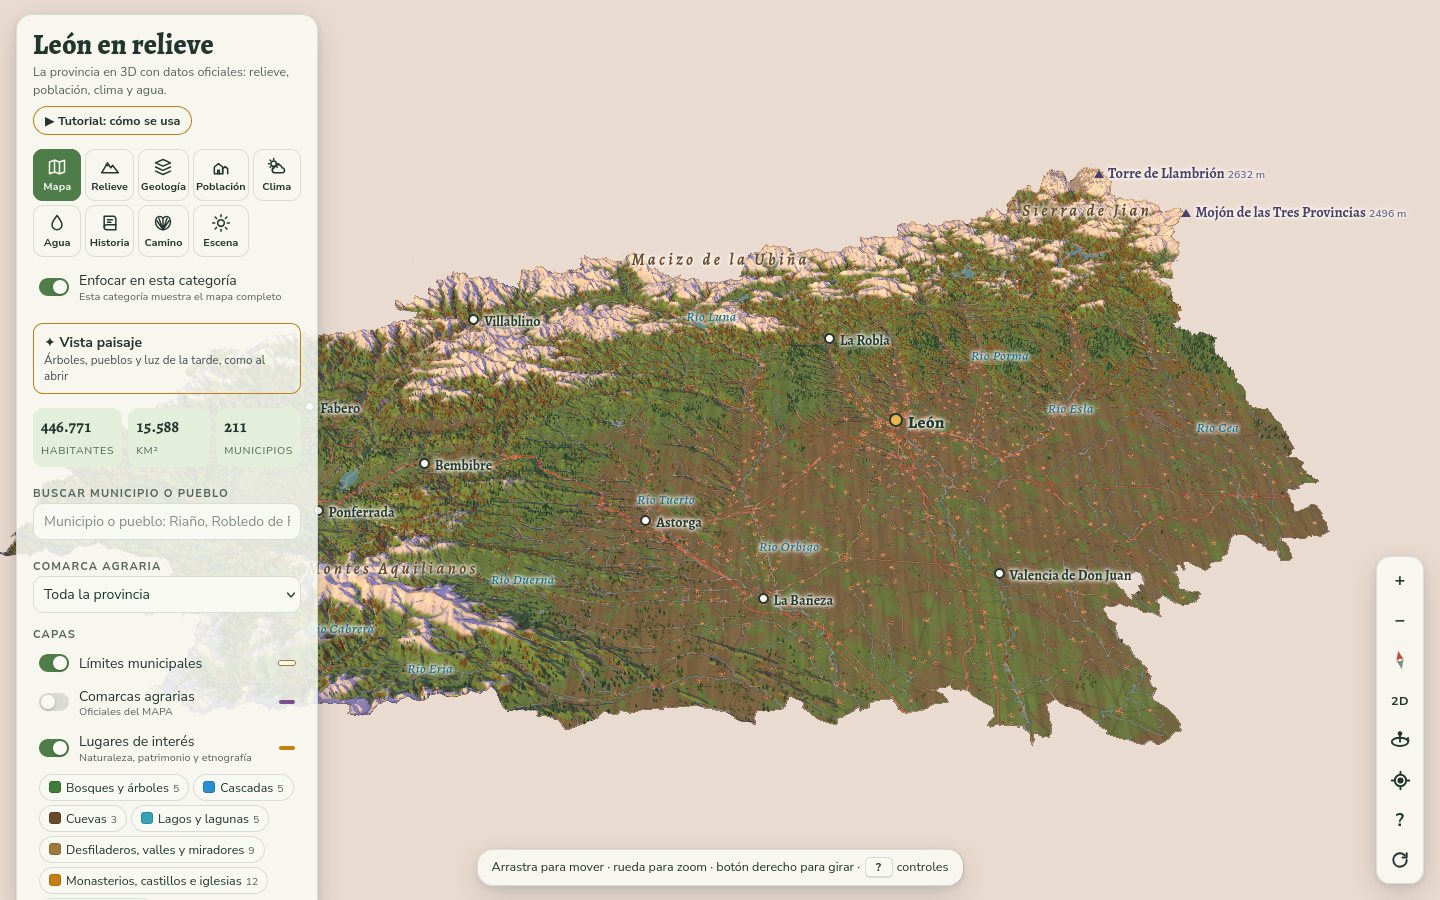 León en relieve
La provincia en 3D con datos oficiales: relieve,
población, clima y agua.
▶ Tutorial: cómo se usa
Mapa
Relieve
Geología
Población
Clima
Agua
Historia
Camino
Escena
Enfocar en esta categoría
Esta categoría muestra el mapa completo
✦ Vista paisaje
Árboles, pueblos y luz de la tarde, como al
abrir
446.771
HABITANTES
15.588
KM²
211
MUNICIPIOS
BUSCAR MUNICIPIO O PUEBLO
Municipio o pueblo: Riaño, Robledo de
COMARCA AGRARIA
Toda la provincia
CAPAS
Límites municipales
Comarcas agrarias
Oficiales del MAPA
Lugares de interés
Naturaleza, patrimonio y etnografía
Bosques y árboles 5
Cascadas 5
Cuevas 3
Lagos y lagunas 5
Desfiladeros, valles y miradores 9
Monasterios, castillos e iglesias 12
Torre de Llambrión 2632 m
Sierra de Jian
Mojón de las Tres Provincias 2496 m
Macizo de la Ubiña
Villablino
Río Luna
La Robla
Río Porma
Fabero
Río Esla
León
Río Cea
Bembibre
Río Tuerto
Ponferrada
Astorga
Río Órbigo
Montes Aquilianos
Río Duerna
Valencia de Don Juan
La Bañeza
Río Cabrera
Río Eria
+
−
2D
?
Arrastra para mover · rueda para zoom · botón derecho para girar · ? controles